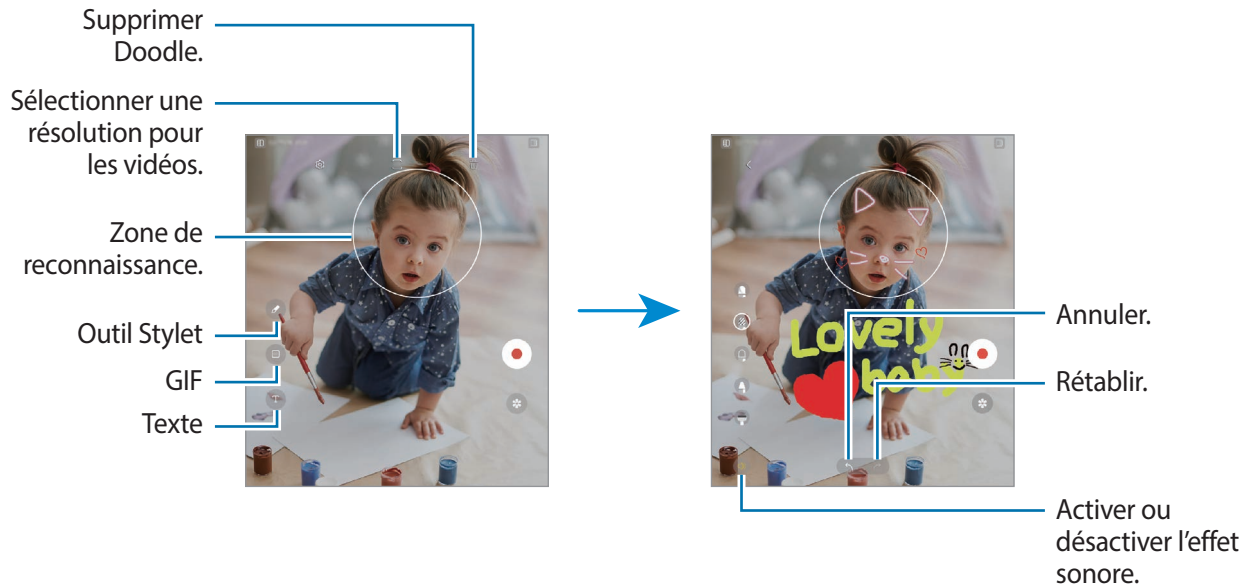 Supprimer
Doodle.
Sélectionner une
résolution pour
les vidéos.
Zone de
reconnaissance.
Outil Stylet
GIF
Texte
Lovely
baby
Annuler.
Rétablir.
Activer ou
désactiver l'effet
sonore.